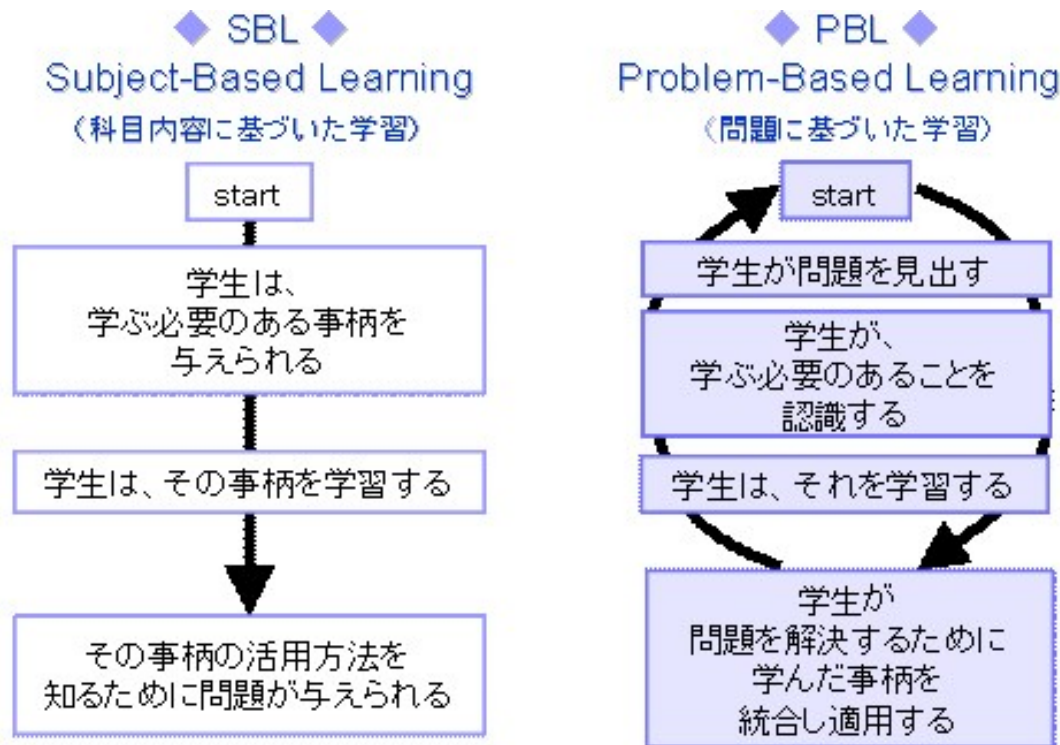 ◆ SBL ◆
Subject-Based Learning
(科目内容に基づいた学習)
start
学生は、
学ぶ必要のある事柄を
与えられる
学生は、その事柄を学習する
その事柄の活用方法を
知るために問題が与えられる
◆ PBL ◆
Problem-Based Learning
(問題に基づいた学習)
start
学生が問題を見出す
学生が、
学ぶ必要のあることを
認識する
学生は、それを学習する
学生が
問題を解決するために
学んだ事柄を
統合し適用する